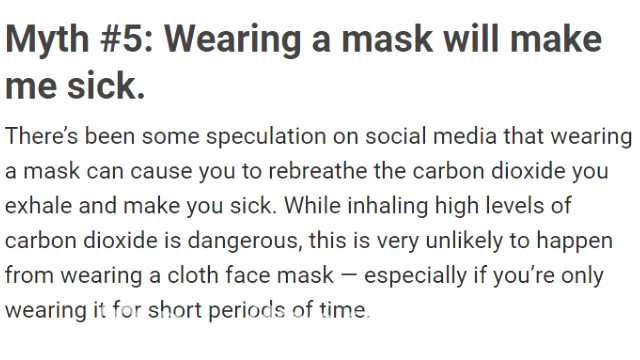 Myth #5: Wearing a mask will make
me sick.
There’s been some speculation on social media that wearing
a mask can cause you to rebreathe the carbon dioxide you
exhale and make you sick. While inhaling high levels of
carbon dioxide is dangerous, this is very unlikely to happen
from wearing a cloth face mask — especially if you’re only
wearing it for short periods of time.